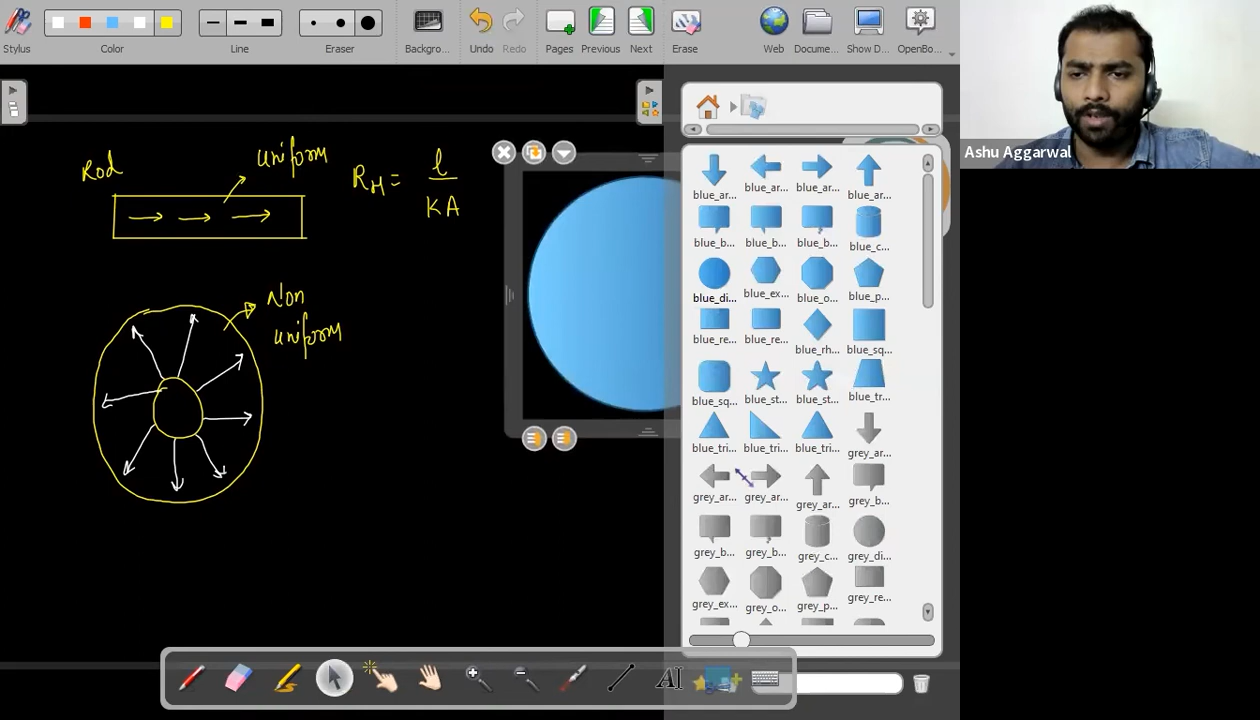 Stylus
Color
Line
Eraser
Backgro...
Undo
Redo
Pages
Previous
Next
Erase
Web
Docume...
Show D...
OpenBo...
Ashu Aggarwal
Rod
uniform
R_H = l / KA
Non
uniform
blue_ar... blue_ar... blue_ar... blue_ar...
blue_b... blue_b... blue_b... blue_c...
blue_di... blue_ex... blue_o... blue_p...
blue_re... blue_re... blue_rh... blue_sq...
blue_sq... blue_st... blue_st... blue_tr...
blue_tri... blue_tri... blue_tri... grey_ar...
grey_ar... grey_ar... grey_ar... grey_b...
grey_b... grey_b... grey_c... grey_di...
grey_ex... grey_o... grey_p... grey_re...
AI